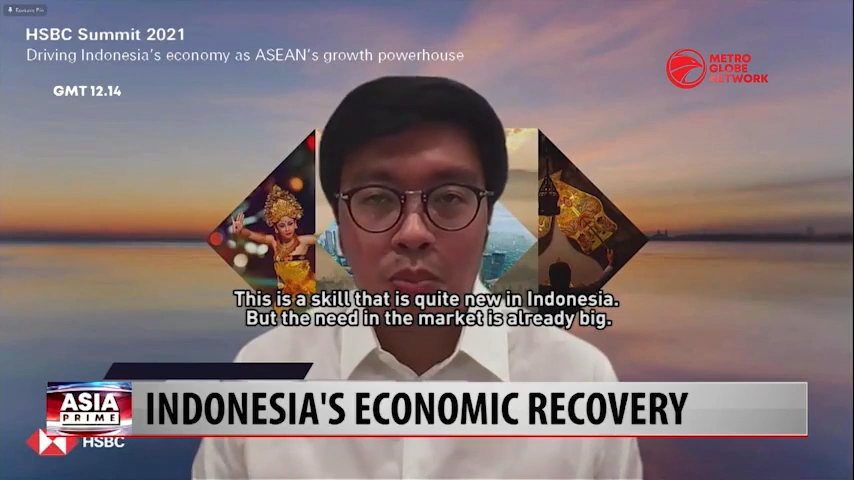 HSBC Summit 2021
Driving Indonesia's economy as ASEAN's growth powerhouse
GMT 12.14
METRO
GLOBE
NETWORK
This is a skill that is quite new in Indonesia.
But the need in the market is already big.
ASIA
PRIME
INDONESIA'S ECONOMIC RECOVERY
HSBC